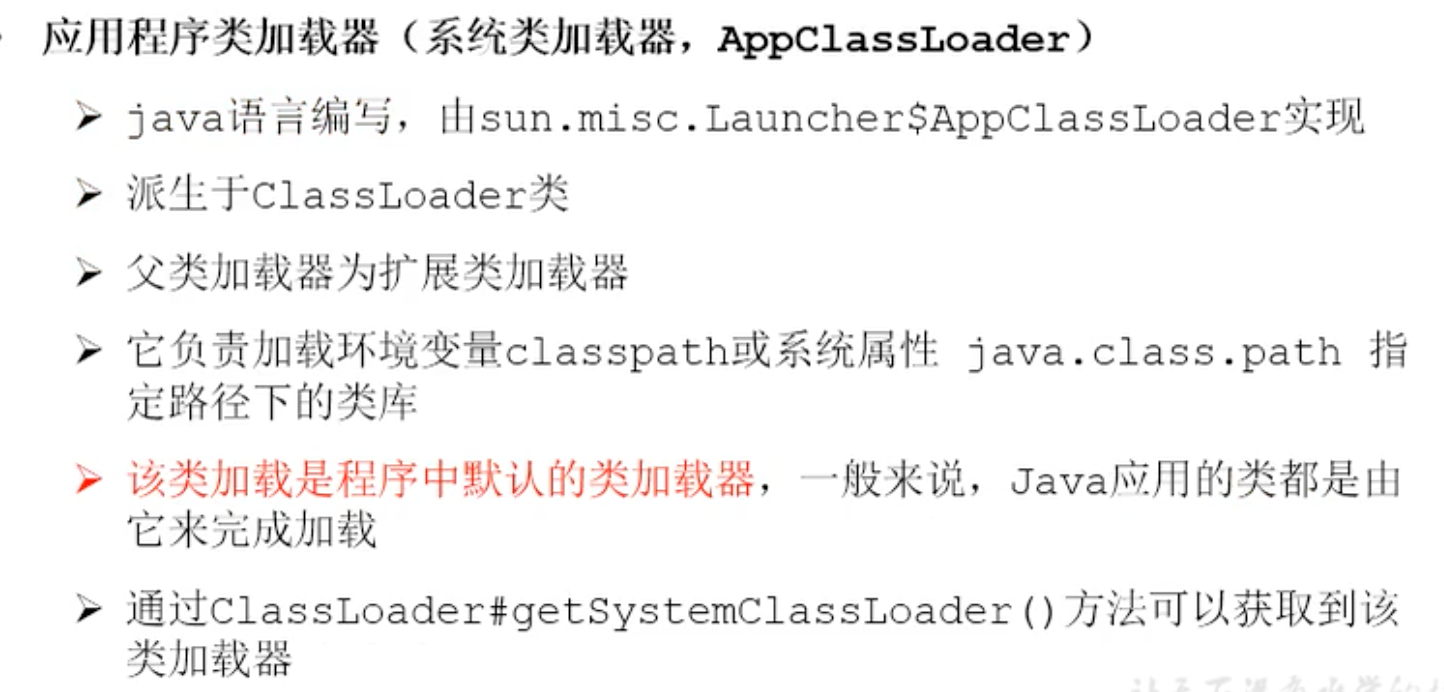 应用程序类加载器（系统类加载器，AppClassLoader）
java语言编写，由sun.misc.Launcher$AppClassLoader实现
派生于ClassLoader类
父类加载器为扩展类加载器
它负责加载环境变量classpath或系统属性 java.class.path 指
定路径下的类库
该类加载是程序中默认的类加载器，一般来说，Java应用的类都是由
它来完成加载
通过ClassLoader#getSystemClassLoader()方法可以获取到该
类加载器